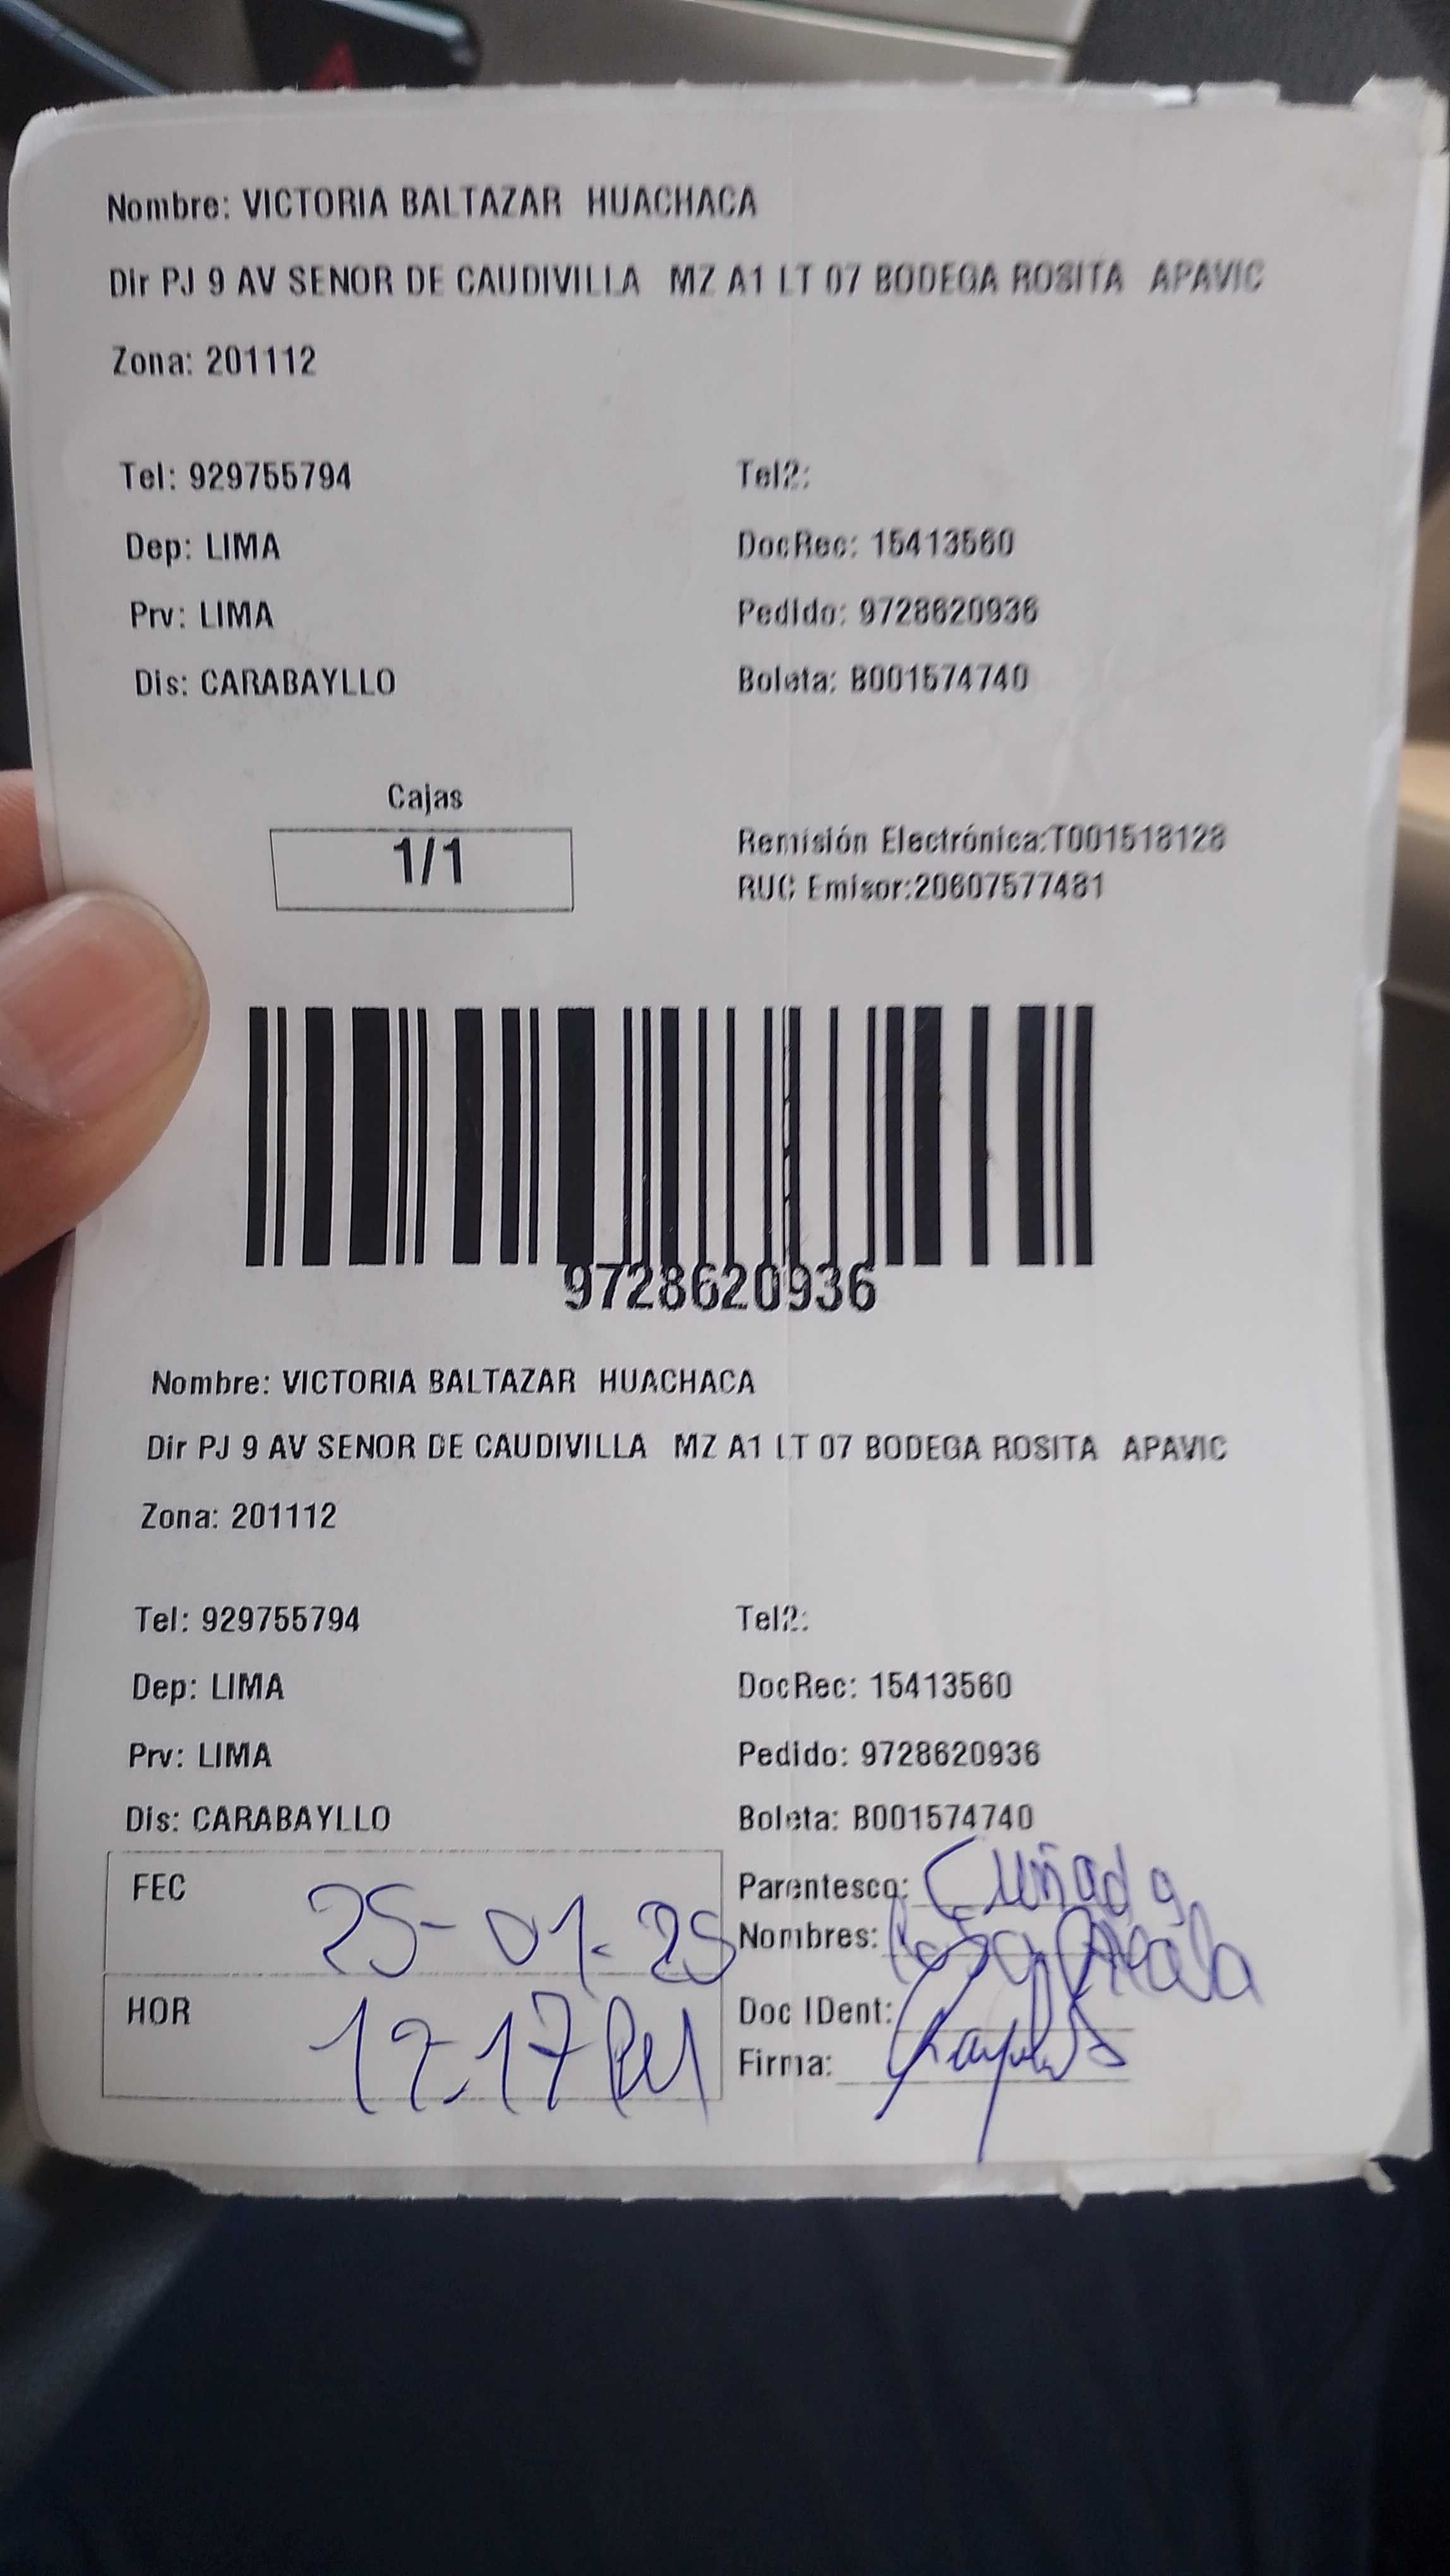 Nombre: VICTORIA BALTAZAR HUACHACA
Dir PJ 9 AV SENOR DE CAUDIVILLA MZ A1 LT 07 BODEGA ROSITA APAVIC
Zona: 201112
Tel: 929755794 Tel2:
Dep: LIMA DocRec: 15413560
Prv: LIMA Pedido: 9728620936
Dis: CARABAYLLO Boleta: B001574740
Cajas
1/1
Remisión Electrónica:T001518128
RUC Emisor:20607577481
9728620936
Nombre: VICTORIA BALTAZAR HUACHACA
Dir PJ 9 AV SENOR DE CAUDIVILLA MZ A1 LT 07 BODEGA ROSITA APAVIC
Zona: 201112
Tel: 929755794 Tel2:
Dep: LIMA DocRec: 15413560
Prv: LIMA Pedido: 9728620936
Dis: CARABAYLLO Boleta: B001574740
FEC 25-01-25 Parentesco: Cuñada
Nombres: Rosa
HOR 12:17 PM Doc IDent:
Firma: